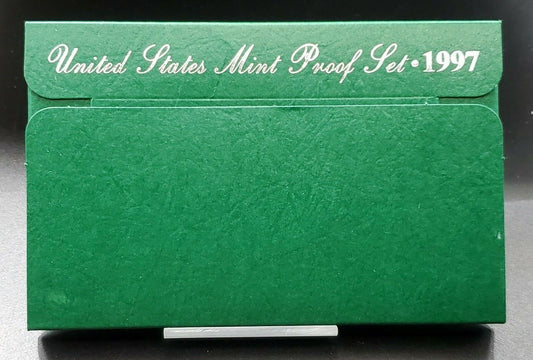 United States Mint Proof Set • 1997